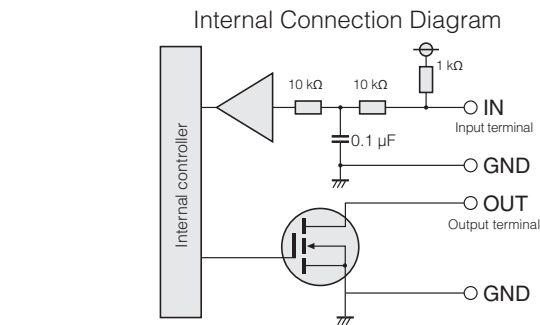 Internal Connection Diagram
1 kΩ
10 kΩ
10 kΩ
IN
Input terminal
0.1 µF
GND
Internal controller
OUT
Output terminal
GND